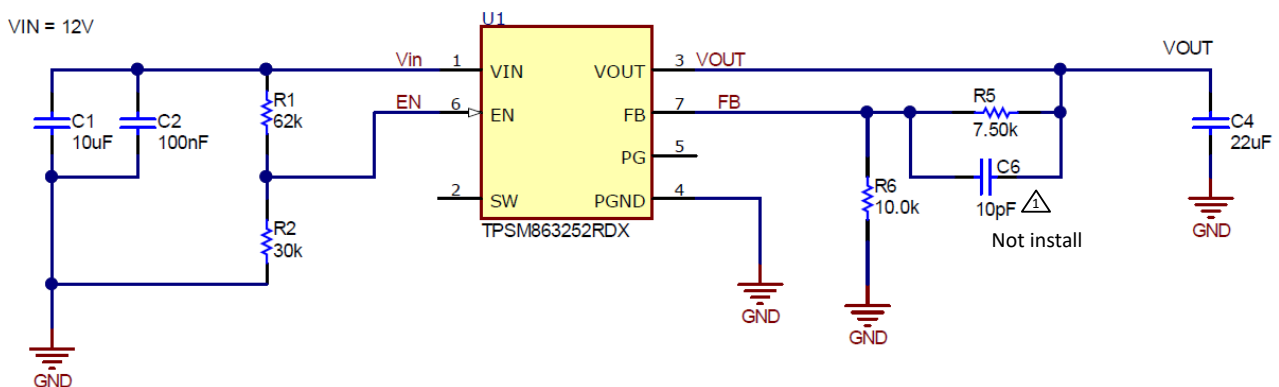 VIN = 12V
C1
10uF
C2
100nF
R1
62k
R2
30k
GND
Vin
EN
U1
1
VIN
6
EN
2
SW
VOUT
3
FB
7
PG
5
PGND
4
TPSM863252RDX
VOUT
FB
GND
R6
10.0k
GND
R5
7.50k
C6
10pF
1
Not install
VOUT
C4
22uF
GND